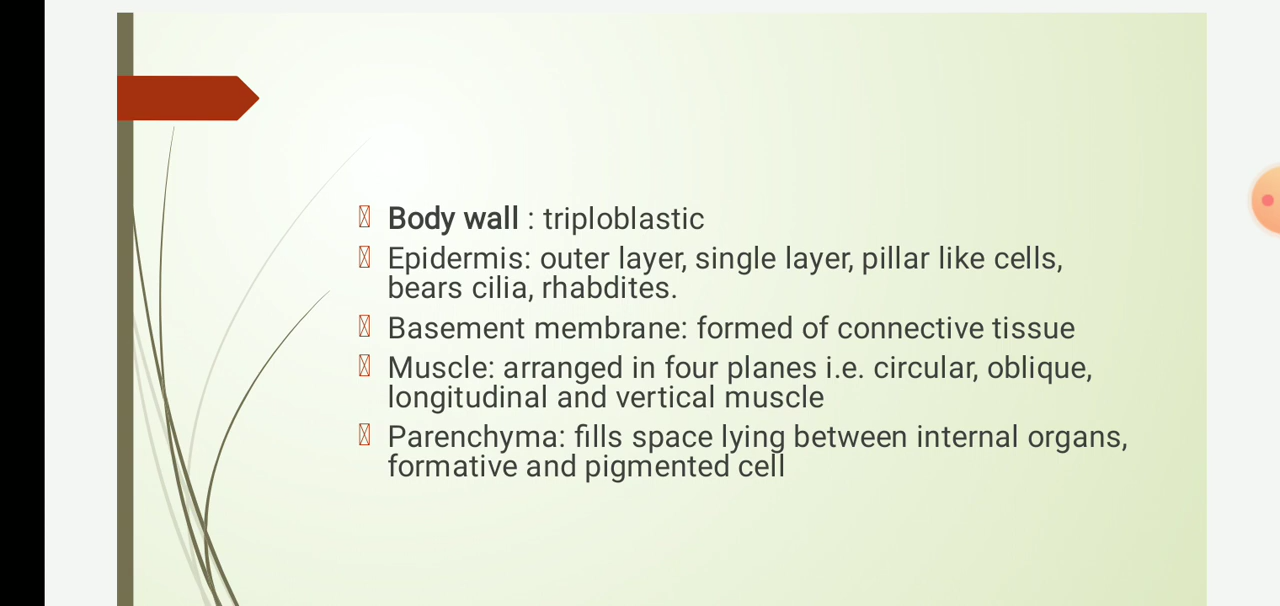 Body wall : triploblastic
Epidermis: outer layer, single layer, pillar like cells,
bears cilia, rhabdites.
Basement membrane: formed of connective tissue
Muscle: arranged in four planes i.e. circular, oblique,
longitudinal and vertical muscle
Parenchyma: fills space lying between internal organs,
formative and pigmented cell